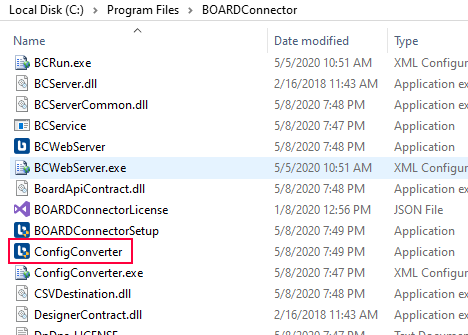 Local Disk (C:) > Program Files > BOARDConnector
Name Date modified Type
BCRun.exe 5/5/2020 10:51 AM XML Configur
BCServer.dll 2/16/2018 11:43 AM Application ex
BCServerCommon.dll 5/8/2020 7:48 PM Application ex
BCService 5/8/2020 7:47 PM Application
BCWebServer 5/8/2020 7:48 PM Application
BCWebServer.exe 5/5/2020 10:51 AM XML Configur
BoardApiContract.dll 5/8/2020 7:48 PM Application ex
BOARDConnectorLicense 1/8/2020 12:56 PM JSON File
BOARDConnectorSetup 5/8/2020 7:49 PM Application
ConfigConverter 5/8/2020 7:49 PM Application
ConfigConverter.exe 5/8/2020 7:47 PM XML Configur
CSVDestination.dll 5/8/2020 7:48 PM Application ex
DesignerContract.dll 2/16/2018 11:43 AM Application ex